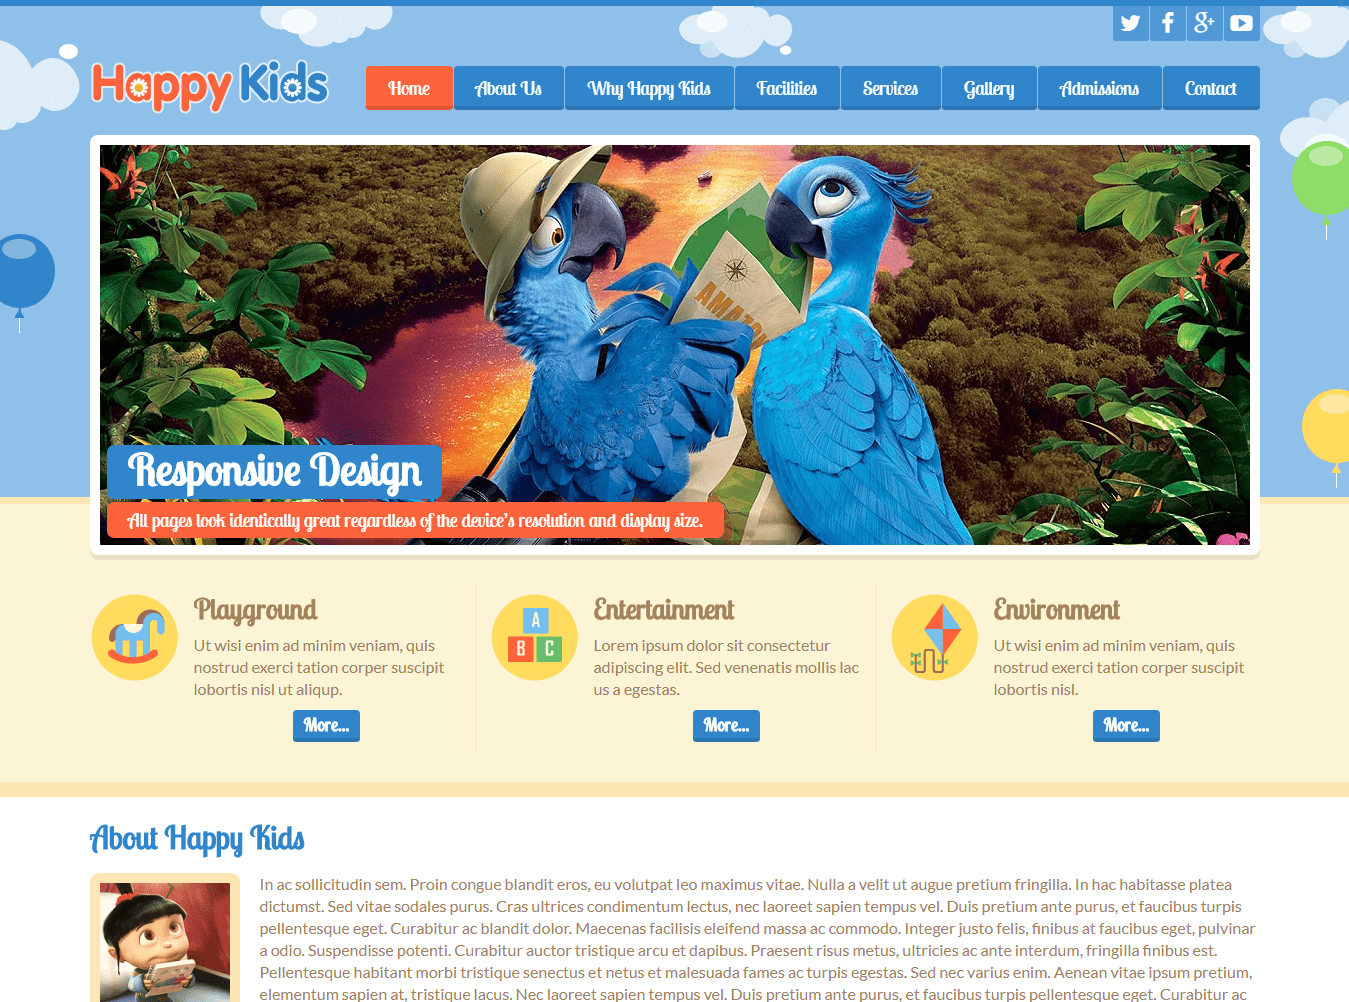 Happy Kids
Home
About Us
Why Happy Kids
Facilities
Services
Gallery
Admissions
Contact
AMAZON
Responsive Design
All pages look identically great regardless of the device's resolution and display size.
Playground
Ut wisi enim ad minim veniam, quis
nostrud exerci tation corper suscipit
lobortis nisl ut aliqup.
More...
A
B C
Entertainment
Lorem ipsum dolor sit consectetur
adipiscing elit. Sed venenatis mollis lac
us a egestas.
More...
Environment
Ut wisi enim ad minim veniam, quis
nostrud exerci tation corper suscipit
lobortis nisl.
More...
About Happy Kids
In ac sollicitudin sem. Proin congue blandit eros, eu volutpat leo maximus vitae. Nulla a velit ut augue pretium fringilla. In hac habitasse platea
dictumst. Sed vitae sodales purus. Cras ultrices condimentum lectus, nec laoreet sapien tempus vel. Duis pretium ante purus, et faucibus turpis
pellentesque eget. Curabitur ac blandit dolor. Maecenas facilisis eleifend massa ac commodo. Integer justo felis, finibus at faucibus eget, pulvinar
a odio. Suspendisse potenti. Curabitur auctor tristique arcu et dapibus. Praesent risus metus, ultricies ac ante interdum, fringilla finibus est.
Pellentesque habitant morbi tristique senectus et netus et malesuada fames ac turpis egestas. Sed nec varius enim. Aenean vitae ipsum pretium,
elementum sapien at, tristique lacus. Nec laoreet sapien tempus vel. Duis pretium ante purus, et faucibus turpis pellentesque eget. Curabitur ac